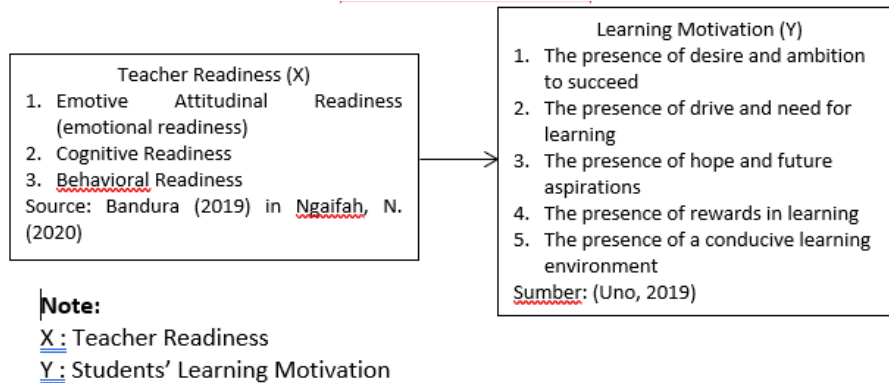 Teacher Readiness (X)
1. Emotive Attitudinal Readiness
(emotional readiness)
2. Cognitive Readiness
3. Behavioral Readiness
Source: Bandura (2019) in Ngaifah, N.
(2020)
Learning Motivation (Y)
1. The presence of desire and ambition
to succeed
2. The presence of drive and need for
learning
3. The presence of hope and future
aspirations
4. The presence of rewards in learning
5. The presence of a conducive learning
environment
Sumber: (Uno, 2019)
Note:
X : Teacher Readiness
Y : Students’ Learning Motivation